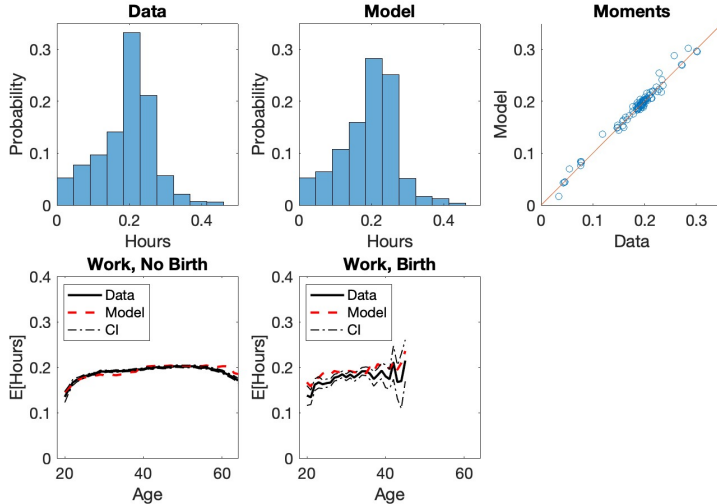 Data
Probability
0.3
0.2
0.1
0
0 0.2 0.4
Hours
Model
Probability
0.3
0.2
0.1
0
0 0.2 0.4
Hours
Moments
Model
0.3
0.2
0.1
0
0 0.1 0.2 0.3
Data
Work, No Birth
E[Hours]
0.4
0.3
0.2
0.1
0
Data
Model
CI
20 40 60
Age
Work, Birth
E[Hours]
0.4
0.3
0.2
0.1
0
Data
Model
CI
20 40 60
Age